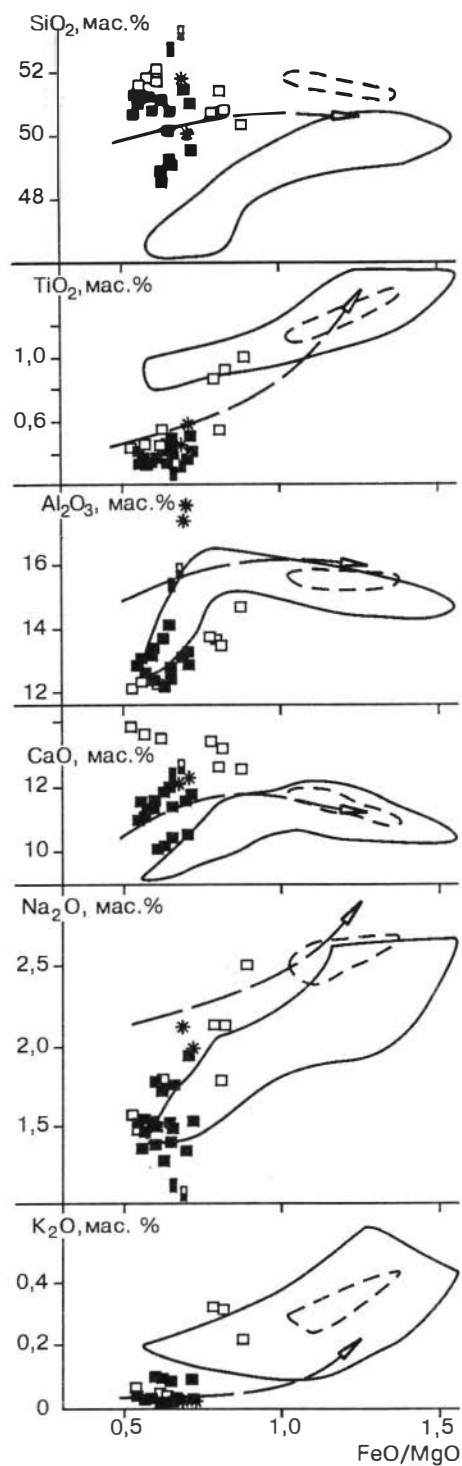 SiO₂, мас.%
52
50
48
TiO₂, мас.%
1,0
0,6
Al₂O₃, мас.%
16
14
12
CaO, мас.%
12
10
Na₂O, мас.%
2,5
2,0
1,5
K₂O, мас. %
0,4
0,2
0
0,5 1,0 1,5
FeO/MgO